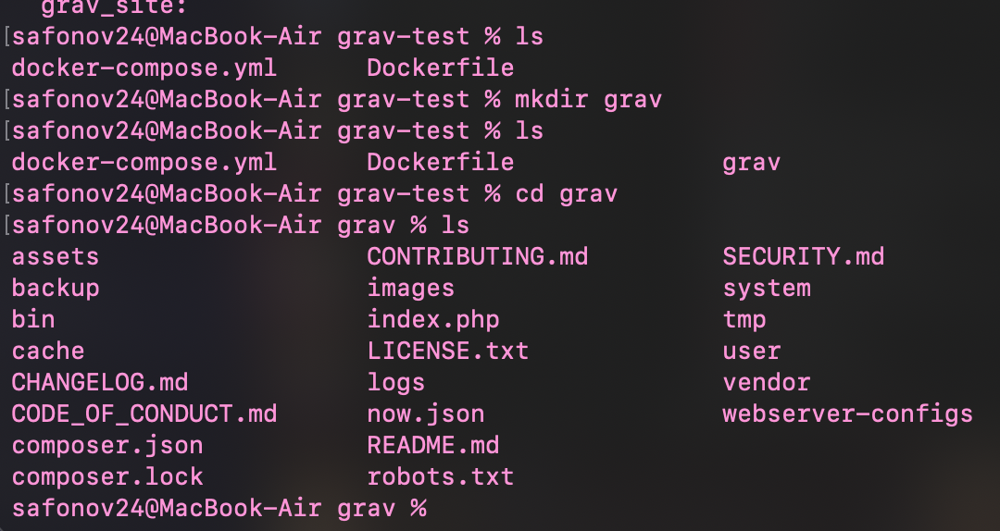 grav_site:
[safonov24@MacBook-Air grav-test % ls
docker-compose.yml Dockerfile
[safonov24@MacBook-Air grav-test % mkdir grav
[safonov24@MacBook-Air grav-test % ls
docker-compose.yml Dockerfile grav
[safonov24@MacBook-Air grav-test % cd grav
[safonov24@MacBook-Air grav % ls
assets CONTRIBUTING.md SECURITY.md
backup images system
bin index.php tmp
cache LICENSE.txt user
CHANGELOG.md logs vendor
CODE_OF_CONDUCT.md now.json webserver-configs
composer.json README.md
composer.lock robots.txt
safonov24@MacBook-Air grav %